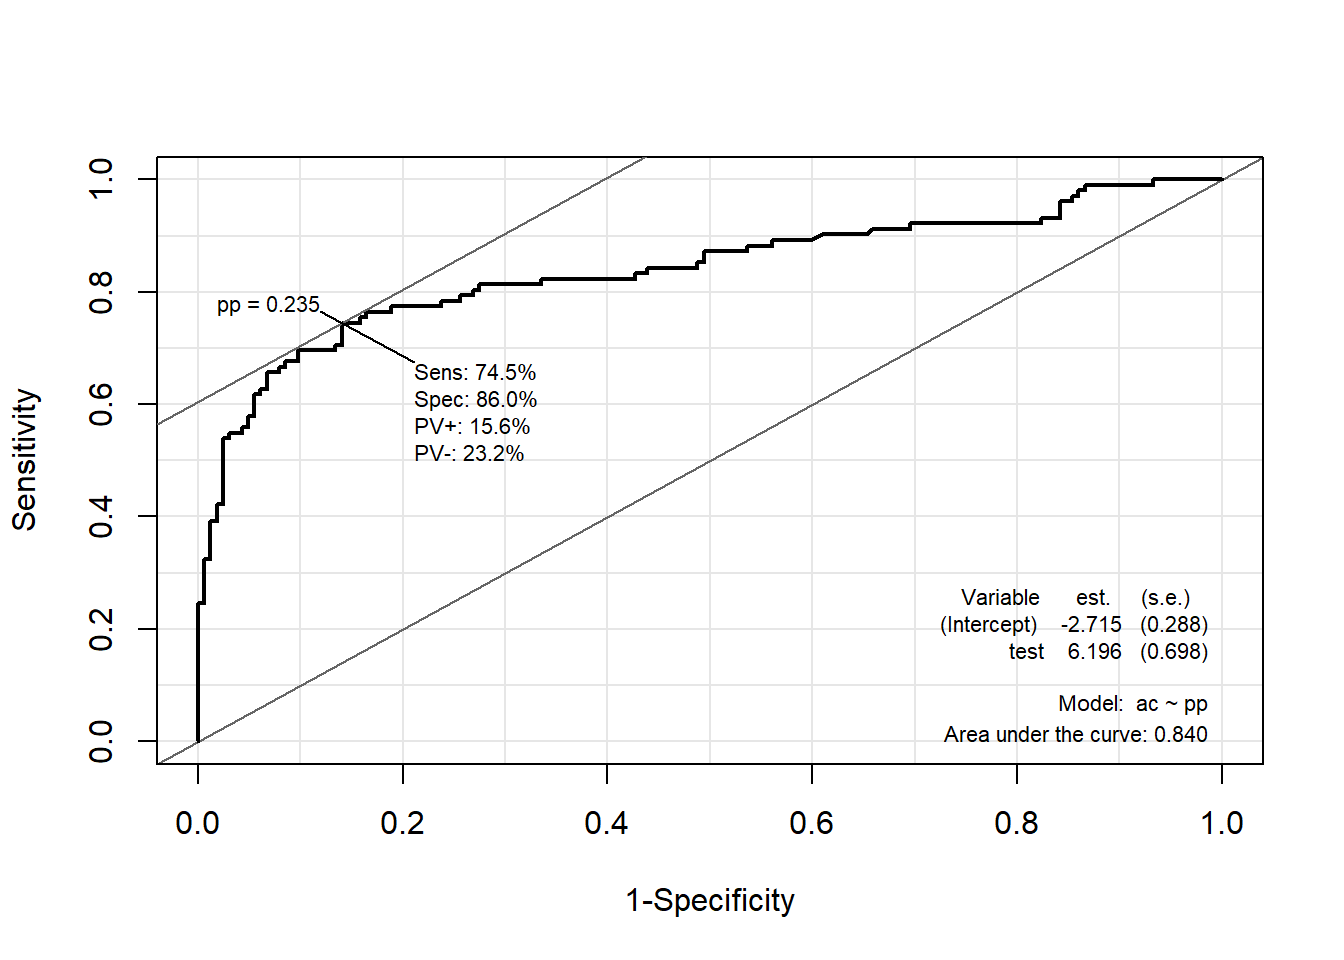 1.0
0.8
0.6
0.4
0.2
0.0
Sensitivity
pp = 0.235
Sens: 74.5%
Spec: 86.0%
PV+: 15.6%
PV-: 23.2%
Variable est. (s.e.)
(Intercept) -2.715 (0.288)
test 6.196 (0.698)
Model: ac ~ pp
Area under the curve: 0.840
0.0 0.2 0.4 0.6 0.8 1.0
1-Specificity